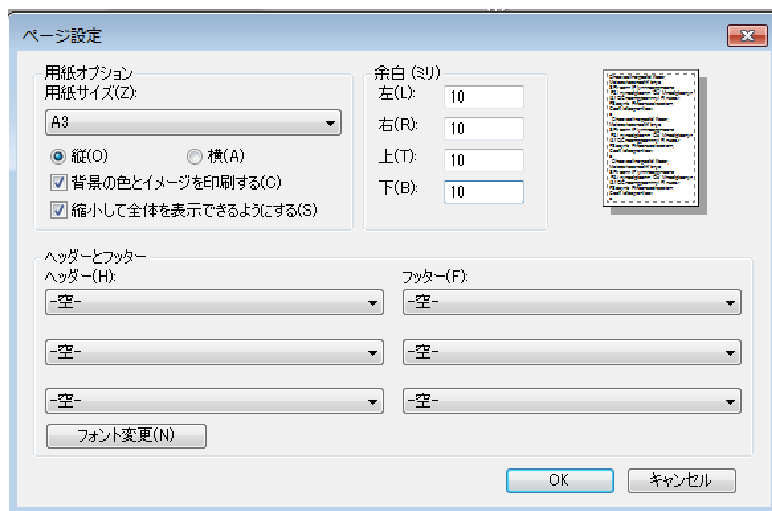 ページ設定
用紙オプション
用紙サイズ(Z):
A3
縦(O)
横(A)
背景の色とイメージを印刷する(C)
縮小して全体を表示できるようにする(S)
余白 (ミリ)
左(L): 10
右(R): 10
上(T): 10
下(B): 10
ヘッダーとフッター
ヘッダー(H):
フッター(F):
-空-
-空-
-空-
-空-
-空-
-空-
フォント変更(N)
OK
キャンセル